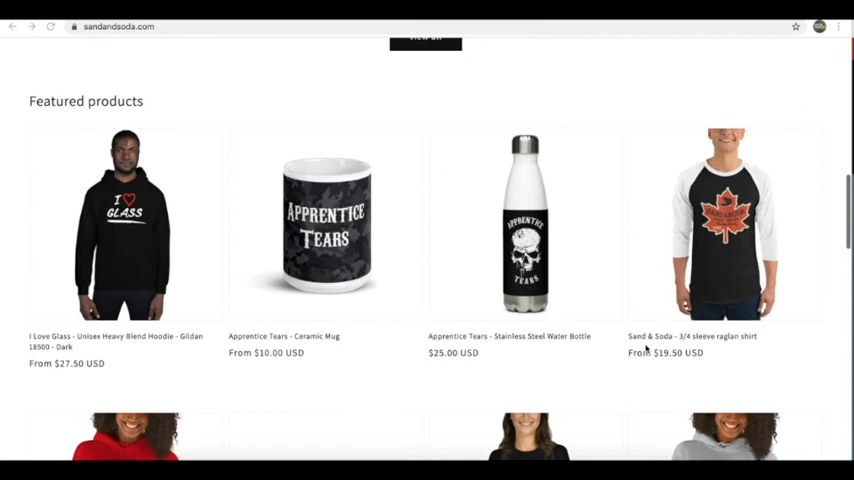 sandandsoda.com
Featured products
I
GLASS
APPRENTICE
TEARS
APPRENTICE
TEARS
SAND & SODA
I Love Glass - Unisex Heavy Blend Hoodie - Gildan
18500 - Dark
From $27.50 USD
Apprentice Tears - Ceramic Mug
From $10.00 USD
Apprentice Tears - Stainless Steel Water Bottle
$25.00 USD
Sand & Soda - 3/4 sleeve raglan shirt
From $19.50 USD